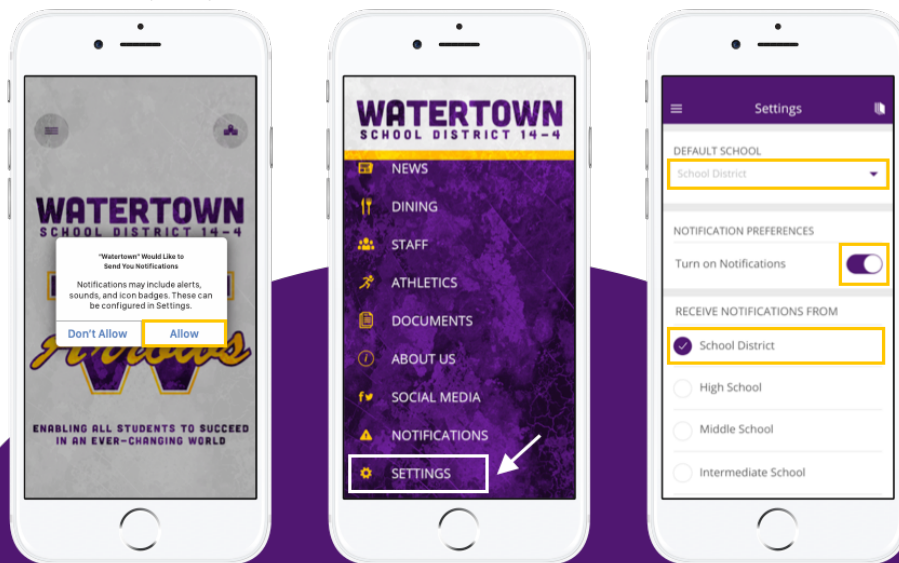 WATERTOWN
SCHOOL DISTRICT 14-4
"Watertown" Would Like to
Send You Notifications
Notifications may include alerts,
sounds, and icon badges. These can
be configured in Settings.
Don't Allow
Allow
Arrows
ENABLING ALL STUDENTS TO SUCCEED
IN AN EVER-CHANGING WORLD
WATERTOWN
SCHOOL DISTRICT 14-4
NEWS
DINING
STAFF
ATHLETICS
DOCUMENTS
ABOUT US
SOCIAL MEDIA
NOTIFICATIONS
SETTINGS
Settings
DEFAULT SCHOOL
School District
NOTIFICATION PREFERENCES
Turn on Notifications
RECEIVE NOTIFICATIONS FROM
School District
High School
Middle School
Intermediate School